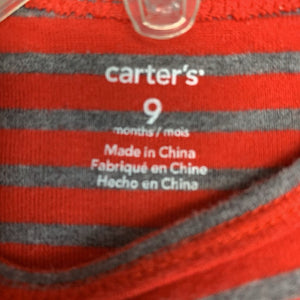 carter's
9
months / mois
Made in China
Fabriqué en Chine
Hecho en China